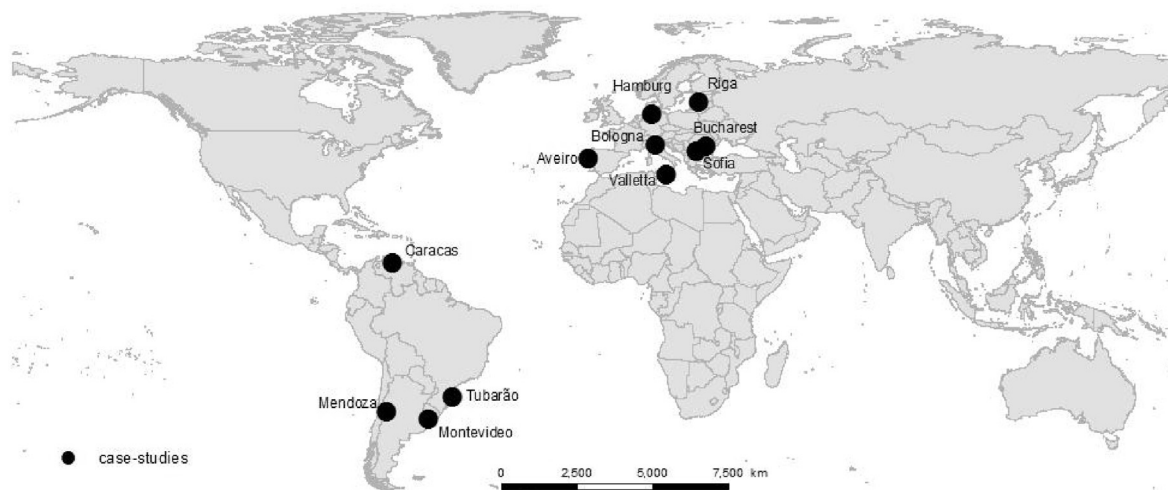 Hamburg
Riga
Bologna
Bucharest
Aveiro
Sofia
Valletta
Caracas
Mendoza
Tubarão
Montevideo
case-studies
0 2,500 5,000 7,500 km